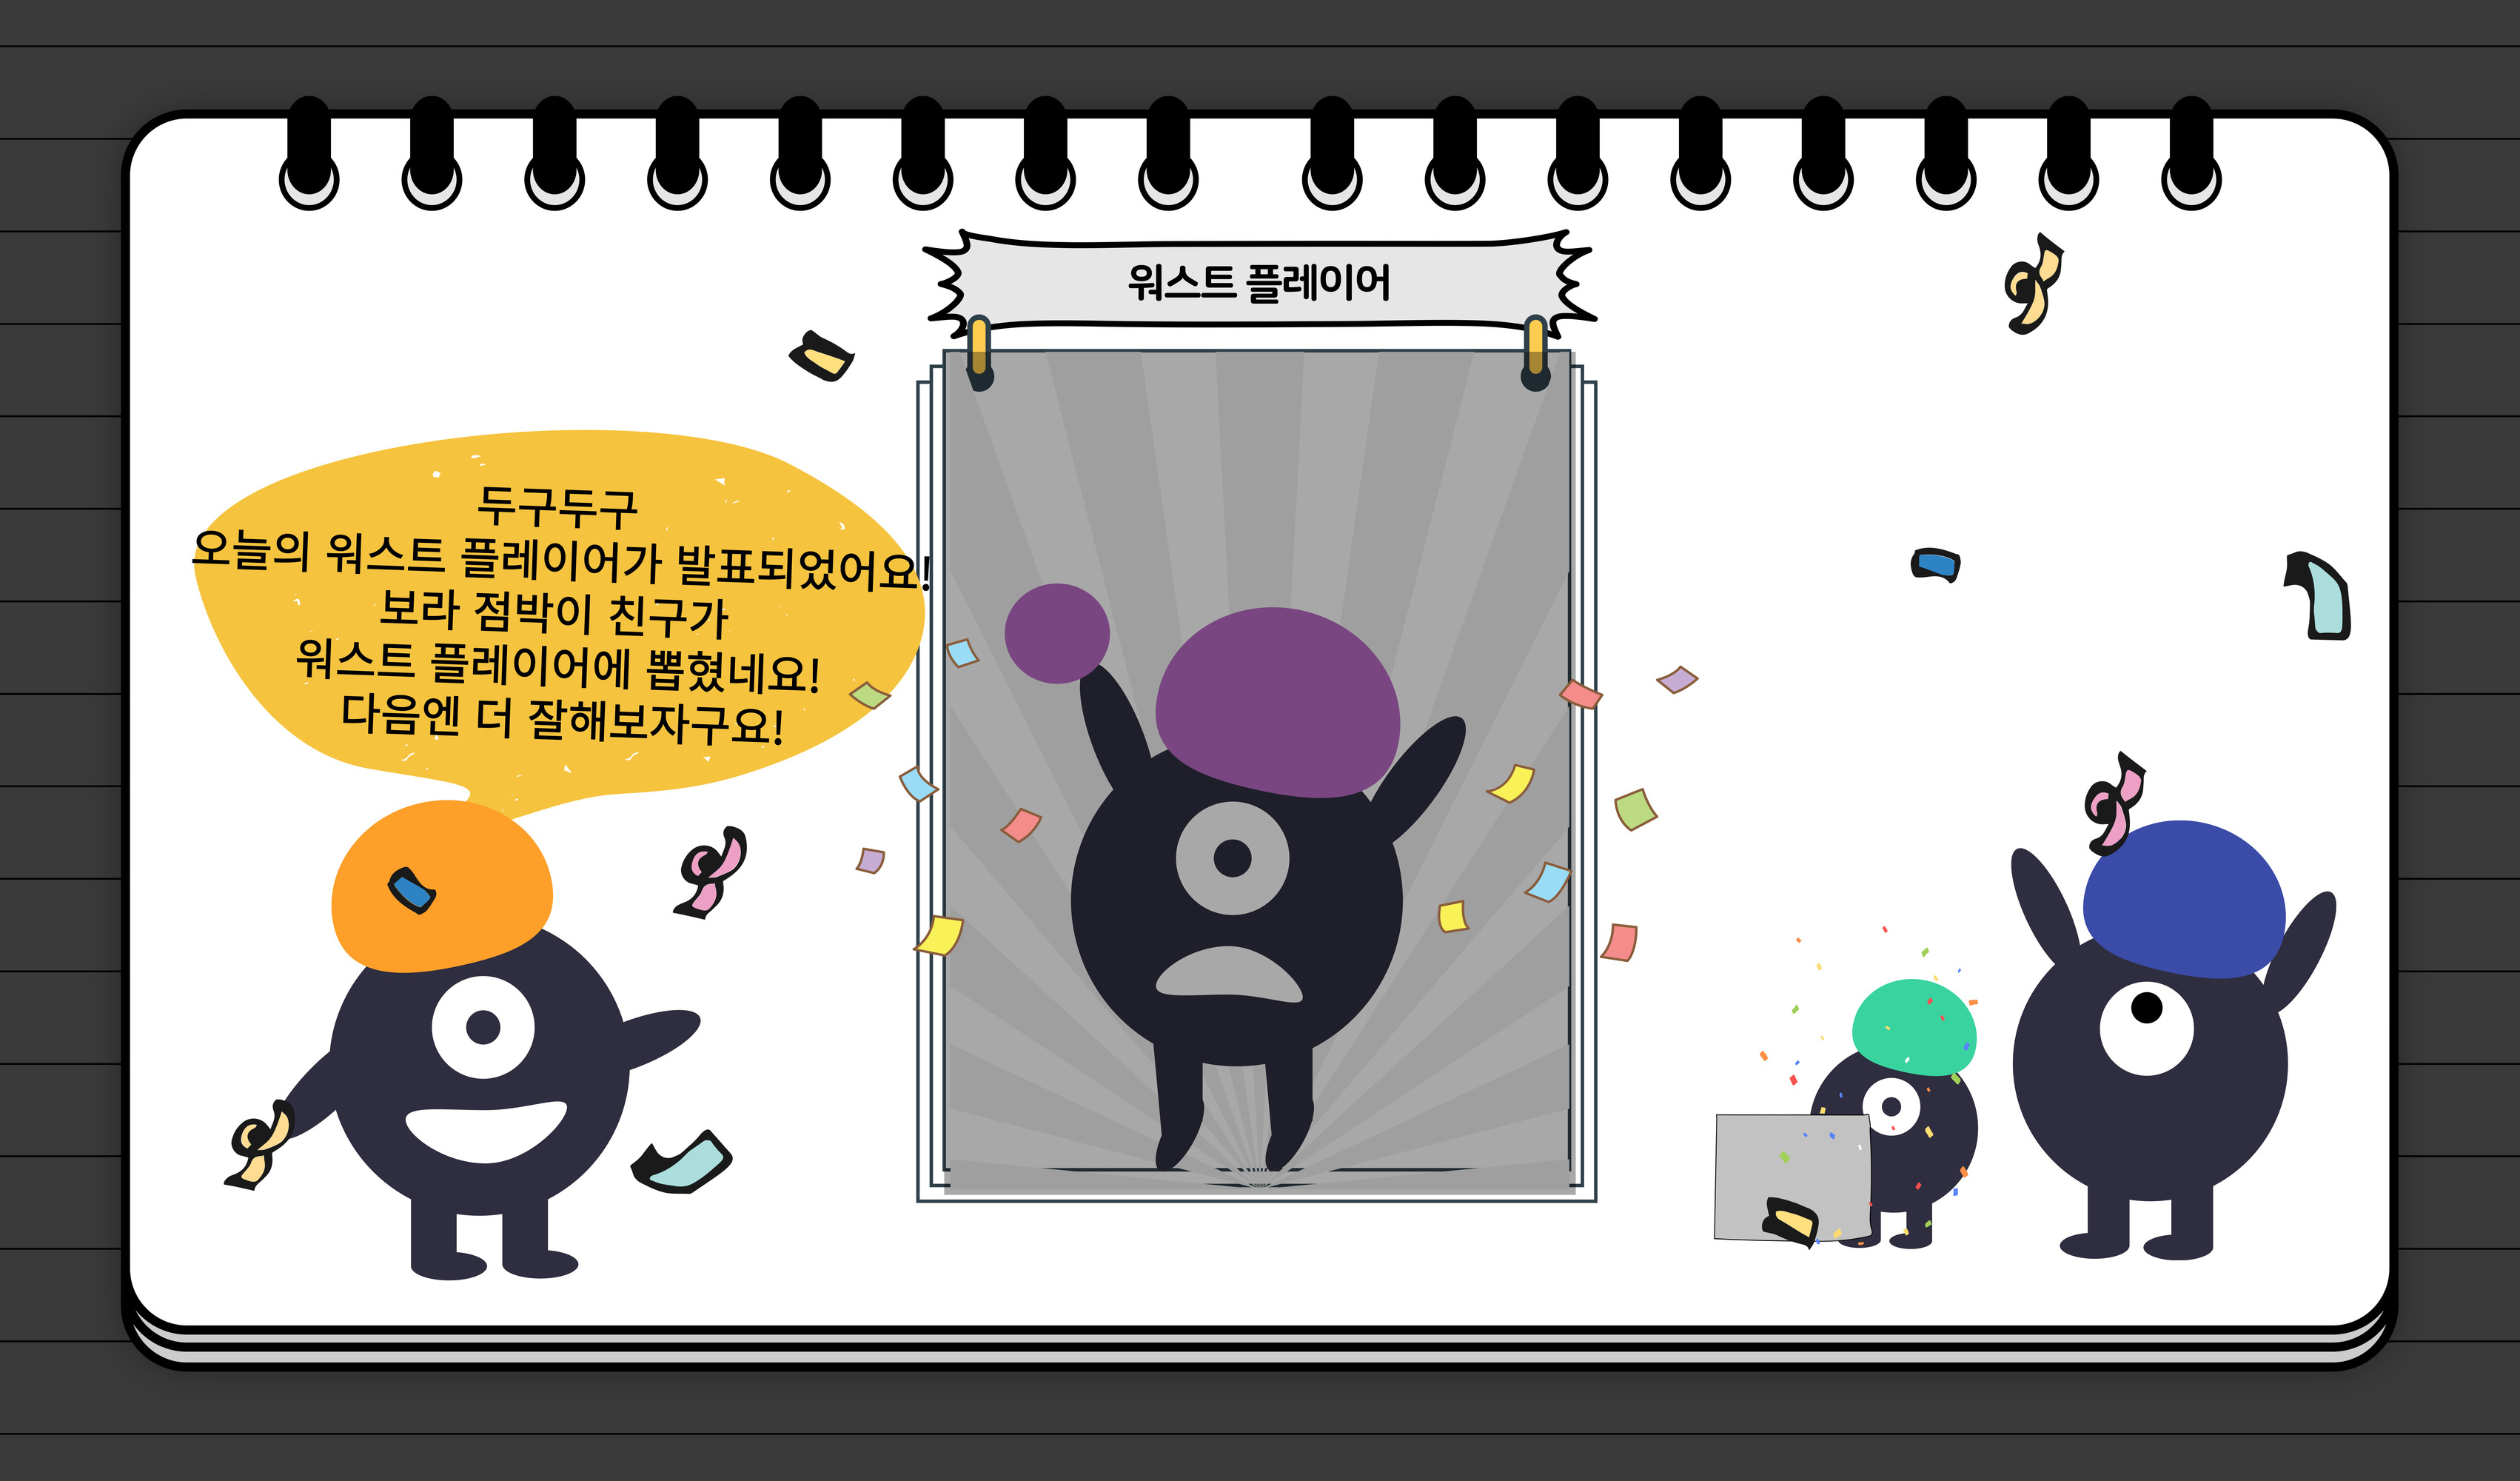 워스트 플레이어
두구두구
오늘의 워스트 플레이어가 발표되었어요!
보라 점박이 친구가
워스트 플레이어에 뽑혔네요!
다음엔 더 잘해보자구요!